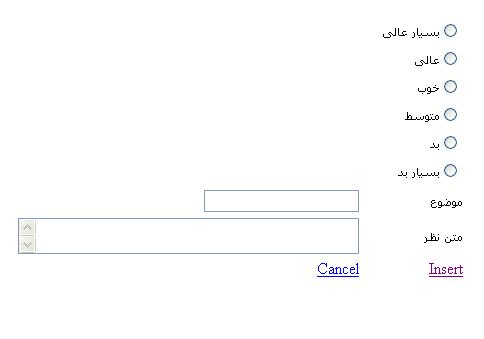 بسیار عالی
عالی
خوب
متوسط
بد
بسیار بد
موضوع
متن نظر
Insert Cancel